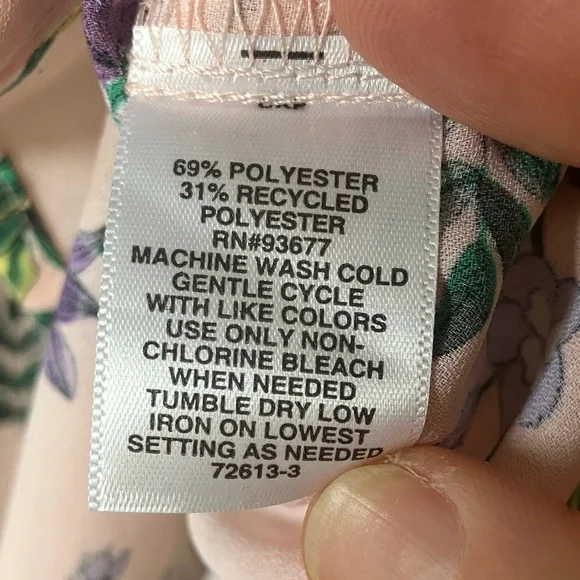 69% POLYESTER
31% RECYCLED
POLYESTER
RN#93677
MACHINE WASH COLD
GENTLE CYCLE
WITH LIKE COLORS
USE ONLY NON-
CHLORINE BLEACH
WHEN NEEDED
TUMBLE DRY LOW
IRON ON LOWEST
SETTING AS NEEDED
72613-3